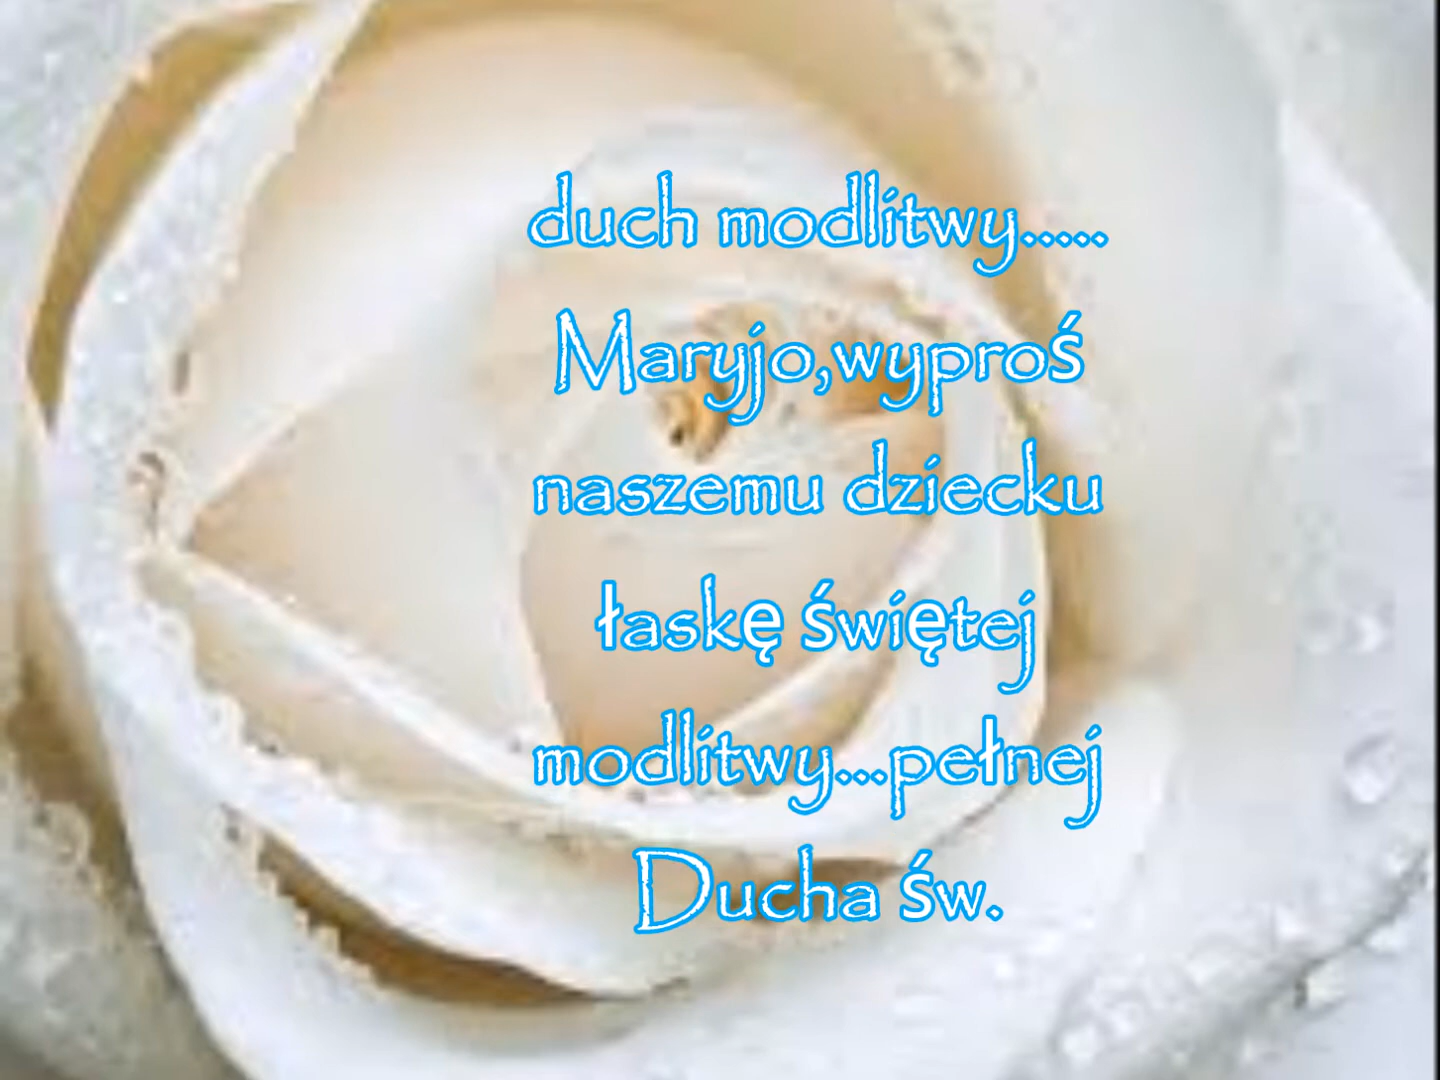 duch modlitwy.....
Maryjo,wyproś
naszemu dziecku
łaskę świętej
modlitwy...pełnej
Ducha św.